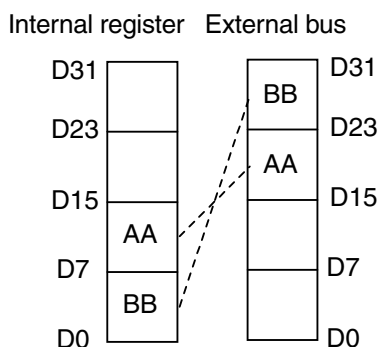 Internal register External bus
D31 D31
BB
D23 D23
AA
D15 D15
AA
D7 D7
BB
D0 D0